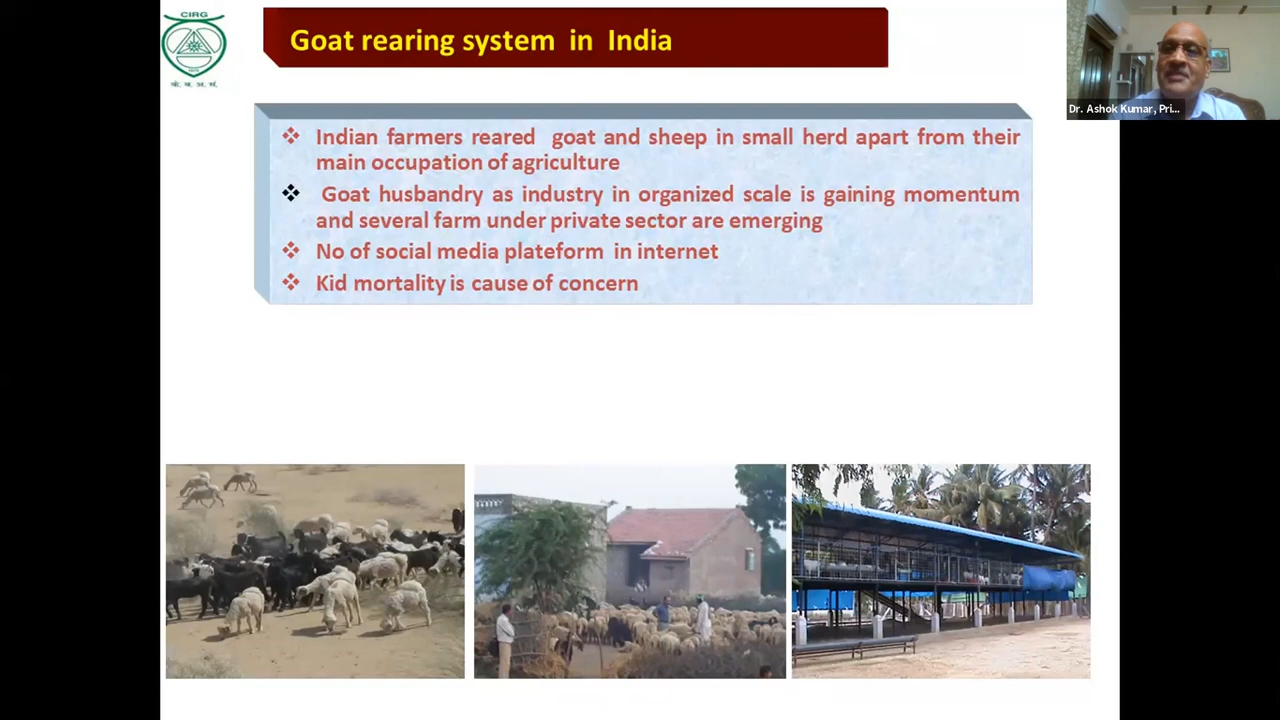 CIRG
के. ब. अ. सं.
Goat rearing system in India
Dr. Ashok Kumar, Pri...
Indian farmers reared goat and sheep in small herd apart from their
main occupation of agriculture
Goat husbandry as industry in organized scale is gaining momentum
and several farm under private sector are emerging
No of social media plateform in internet
Kid mortality is cause of concern